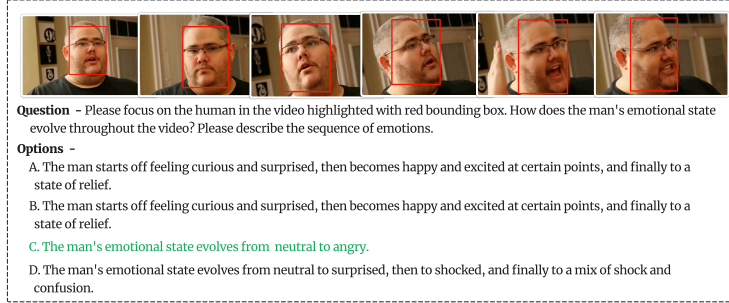 Question - Please focus on the human in the video highlighted with red bounding box. How does the man's emotional state
evolve throughout the video? Please describe the sequence of emotions.
Options -
A. The man starts off feeling curious and surprised, then becomes happy and excited at certain points, and finally to a
state of relief.
B. The man starts off feeling curious and surprised, then becomes happy and excited at certain points, and finally to a
state of relief.
C. The man's emotional state evolves from neutral to angry.
D. The man's emotional state evolves from neutral to surprised, then to shocked, and finally to a mix of shock and
confusion.